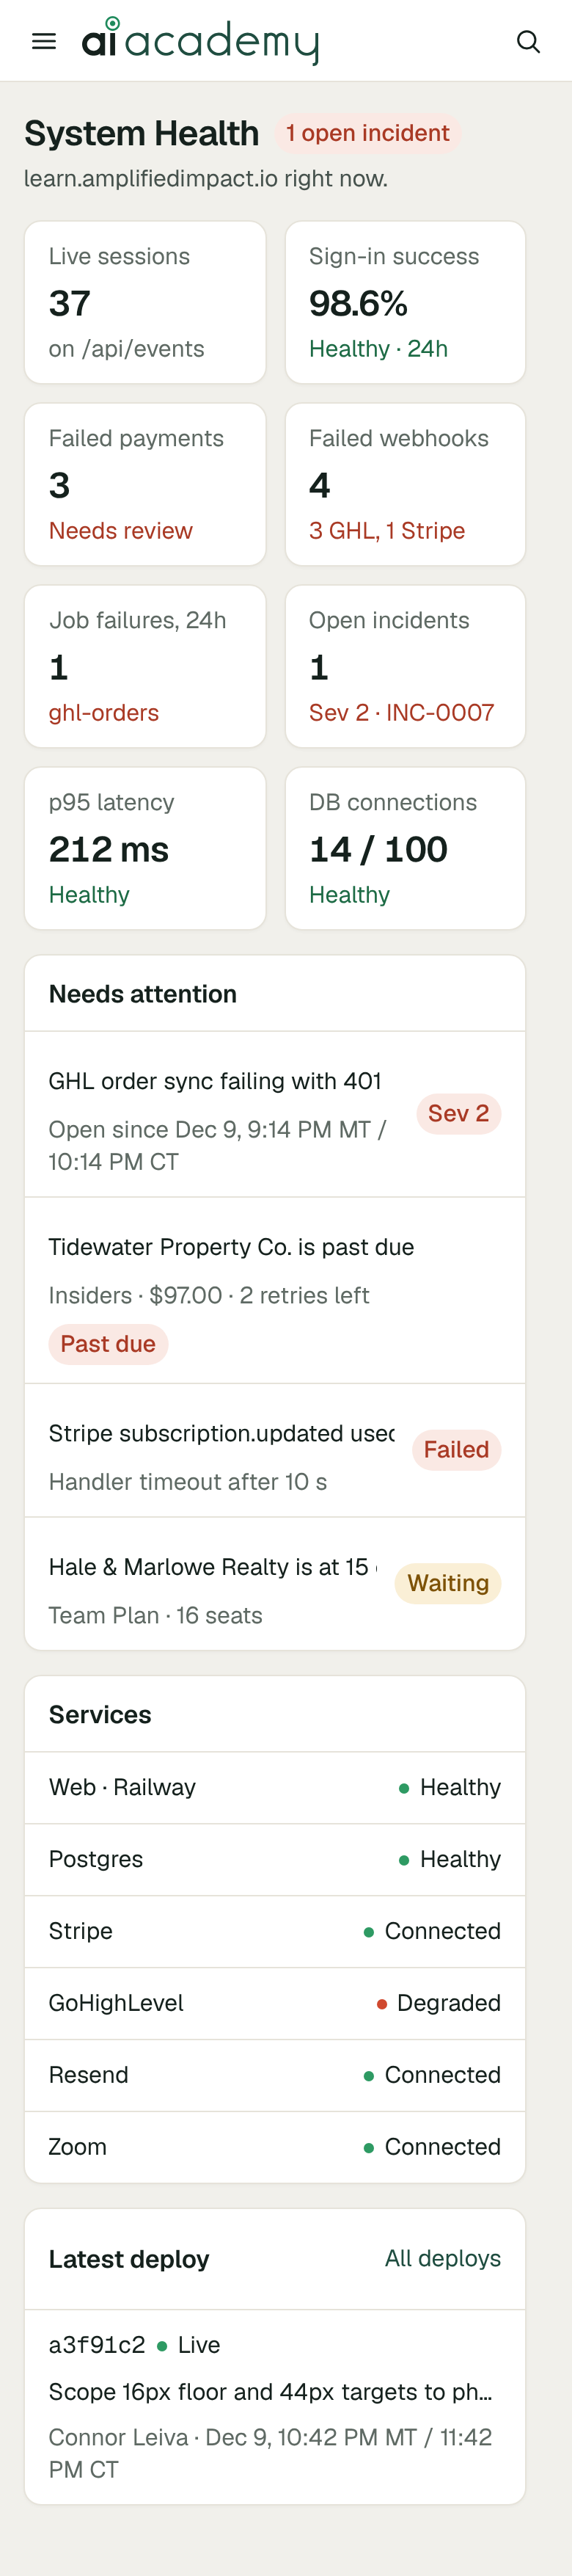 ai academy
System Health
1 open incident
learn.amplifiedimpact.io right now.
Live sessions
37
on /api/events
Sign-in success
98.6%
Healthy · 24h
Failed payments
3
Needs review
Failed webhooks
4
3 GHL, 1 Stripe
Job failures, 24h
1
ghl-orders
Open incidents
1
Sev 2 · INC-0007
p95 latency
212 ms
Healthy
DB connections
14 / 100
Healthy
Needs attention
GHL order sync failing with 401
Open since Dec 9, 9:14 PM MT /
10:14 PM CT
Sev 2
Tidewater Property Co. is past due
Insiders · $97.00 · 2 retries left
Past due
Stripe subscription.updated used
Handler timeout after 10 s
Failed
Hale & Marlowe Realty is at 15
Team Plan · 16 seats
Waiting
Services
Web · Railway
Healthy
Postgres
Healthy
Stripe
Connected
GoHighLevel
Degraded
Resend
Connected
Zoom
Connected
Latest deploy
All deploys
a3f91c2
Live
Scope 16px floor and 44px targets to ph...
Connor Leiva · Dec 9, 10:42 PM MT / 11:42
PM CT